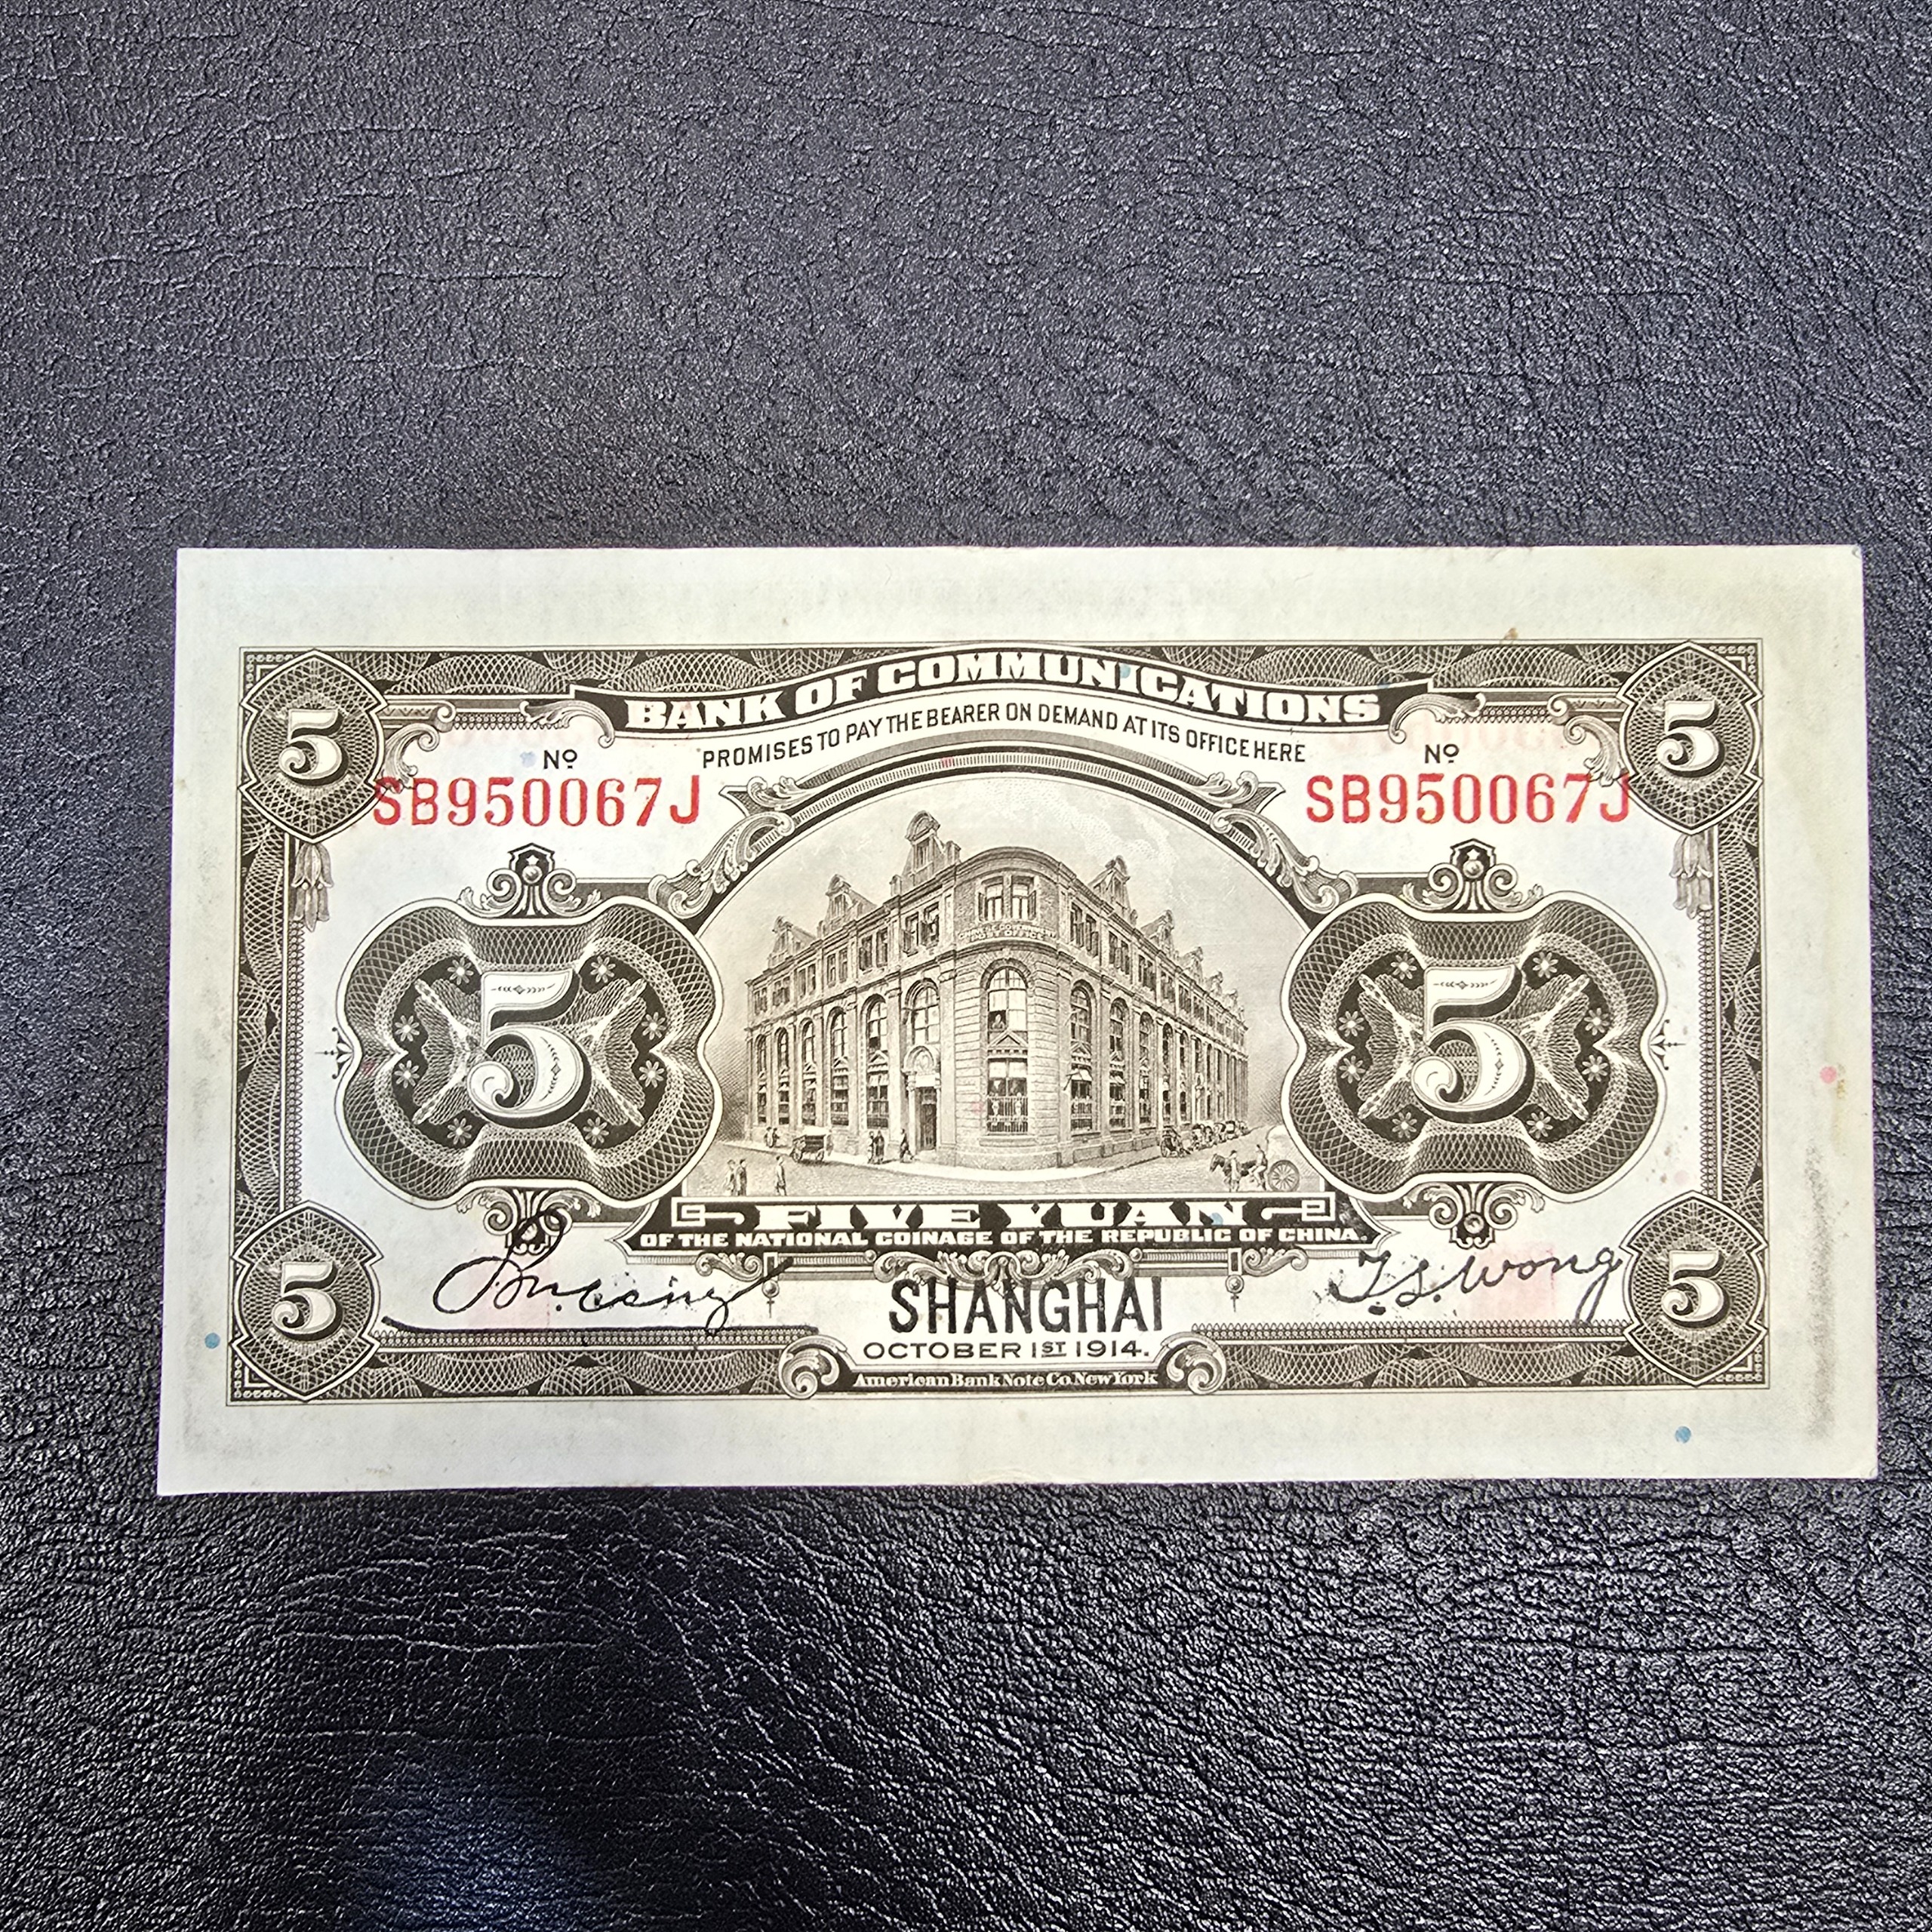 5
BANK OF COMMUNICATIONS
5
PROMISES TO PAY THE BEARER ON DEMAND AT ITS OFFICE HERE
Nº
Nº
SB950067J
SB950067J
5
5
FIVE YUAN
OF THE NATIONAL COINAGE OF THE REPUBLIC OF CHINA.
T.S. Wong
5
SHANGHAI
5
OCTOBER 1ST 1914.
American Bank Note Co. New York